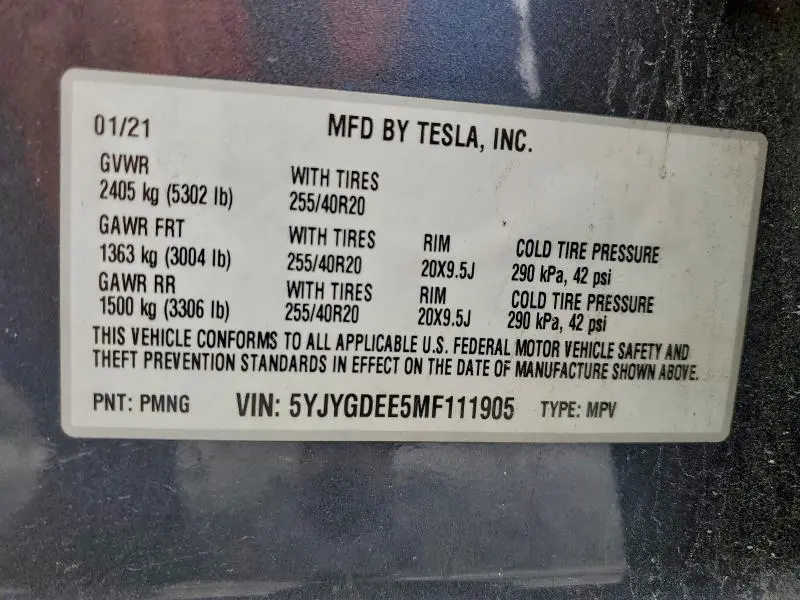 01/21 MFD BY TESLA, INC.
GVWR
2405 kg (5302 lb) WITH TIRES 255/40R20
GAWR FRT
1363 kg (3004 lb) WITH TIRES 255/40R20 RIM 20X9.5J COLD TIRE PRESSURE 290 kPa, 42 psi
GAWR RR
1500 kg (3306 lb) WITH TIRES 255/40R20 RIM 20X9.5J COLD TIRE PRESSURE 290 kPa, 42 psi
THIS VEHICLE CONFORMS TO ALL APPLICABLE U.S. FEDERAL MOTOR VEHICLE SAFETY AND
THEFT PREVENTION STANDARDS IN EFFECT ON THE DATE OF MANUFACTURE SHOWN ABOVE.
PNT: PMNG VIN: 5YJYGDEE5MF111905 TYPE: MPV